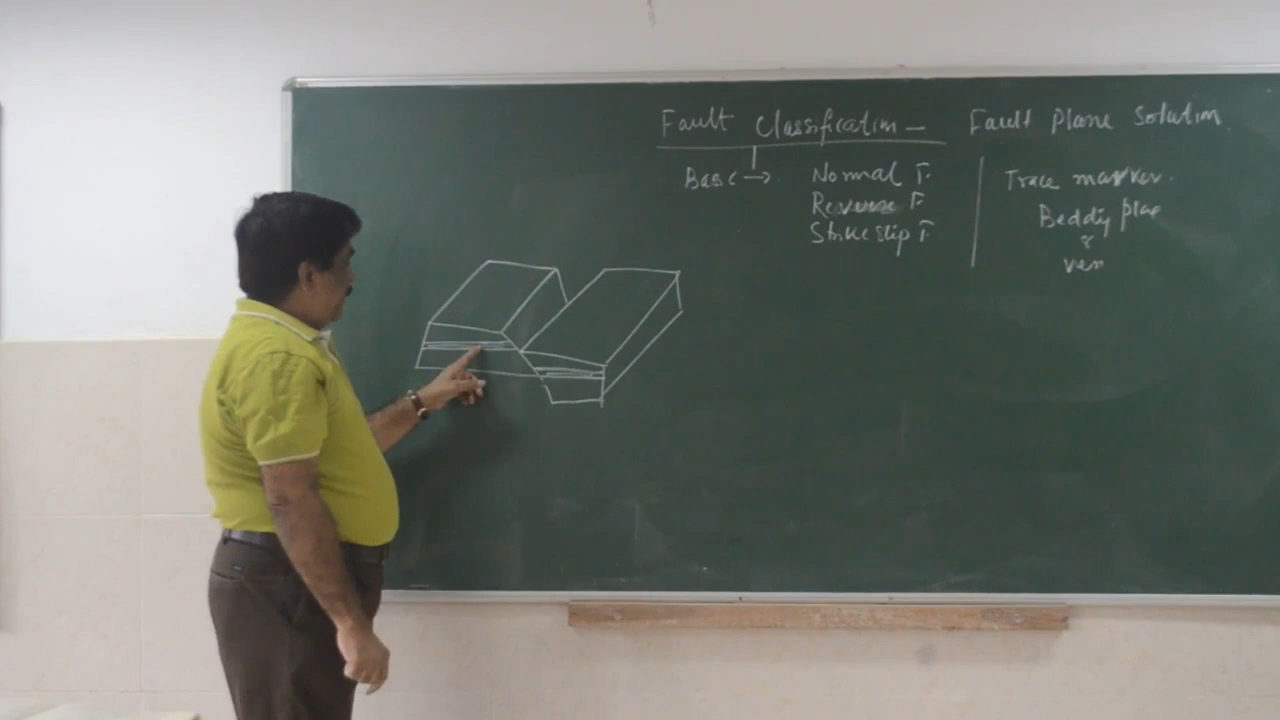 Fault Classification –
Basic → Normal F.
Reverse F.
Strike slip F.
Fault Plane Solution
Trace marker.
Bedding plane
&
vein